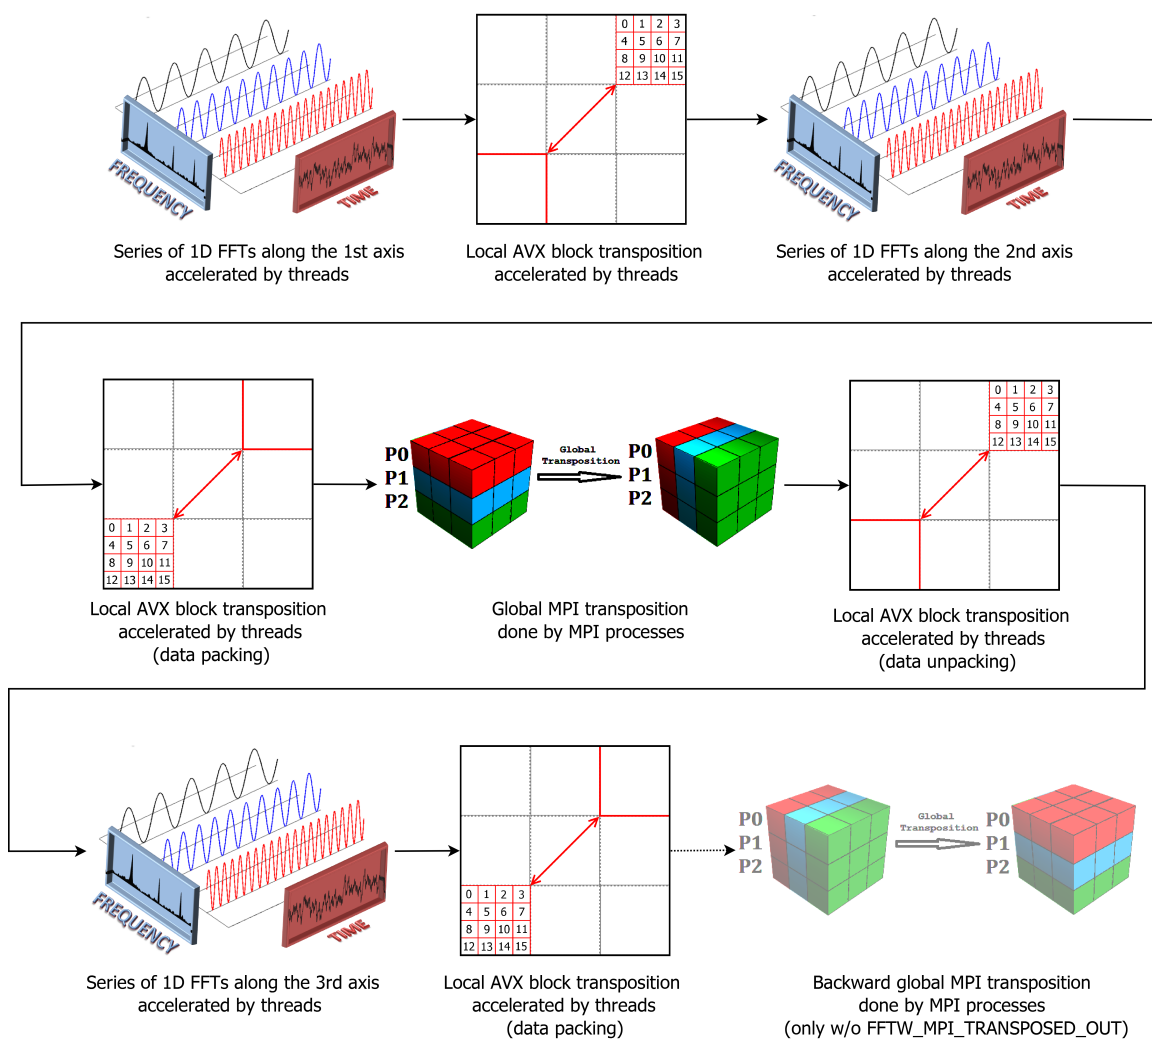 0 1 2 3
4 5 6 7
8 9 10 11
12 13 14 15
FREQUENCY
TIME
FREQUENCY
TIME
Series of 1D FFTs along the 1st axis
accelerated by threads
Local AVX block transposition
accelerated by threads
Series of 1D FFTs along the 2nd axis
accelerated by threads
0 1 2 3
4 5 6 7
8 9 10 11
12 13 14 15
P0
P1
P2
Global
Transposition
P0
P1
P2
0 1 2 3
4 5 6 7
8 9 10 11
12 13 14 15
Local AVX block transposition
accelerated by threads
(data packing)
Global MPI transposition
done by MPI processes
Local AVX block transposition
accelerated by threads
(data unpacking)
FREQUENCY
TIME
0 1 2 3
4 5 6 7
8 9 10 11
12 13 14 15
P0
P1
P2
Global
Transposition
P0
P1
P2
Series of 1D FFTs along the 3rd axis
accelerated by threads
Local AVX block transposition
accelerated by threads
(data packing)
Backward global MPI transposition
done by MPI processes
(only w/o FFTW_MPI_TRANSPOSED_OUT)